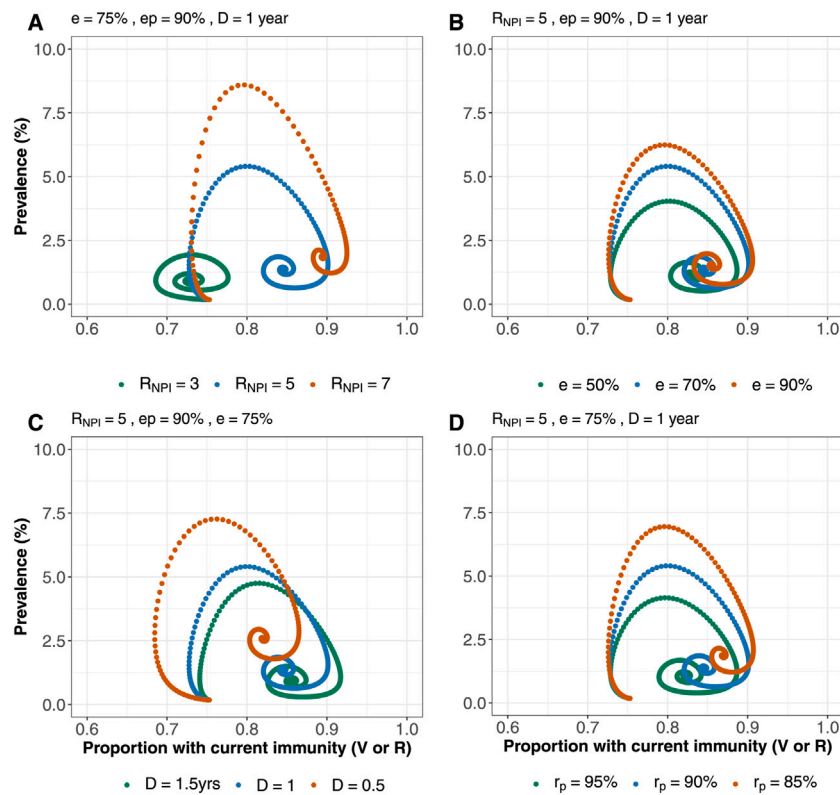 A e = 75% , ep = 90% , D = 1 year
10.0
7.5
5.0
2.5
0.0
0.6 0.7 0.8 0.9 1.0
Prevalence (%)
R_NPI = 3 R_NPI = 5 R_NPI = 7
B R_NPI = 5 , ep = 90% , D = 1 year
10.0
7.5
5.0
2.5
0.0
0.6 0.7 0.8 0.9 1.0
e = 50% e = 70% e = 90%
C R_NPI = 5 , ep = 90% , e = 75%
10.0
7.5
5.0
2.5
0.0
0.6 0.7 0.8 0.9 1.0
Prevalence (%)
Proportion with current immunity (V or R)
D = 1.5yrs D = 1 D = 0.5
D R_NPI = 5 , e = 75% , D = 1 year
10.0
7.5
5.0
2.5
0.0
0.6 0.7 0.8 0.9 1.0
Proportion with current immunity (V or R)
r_p = 95% r_p = 90% r_p = 85%